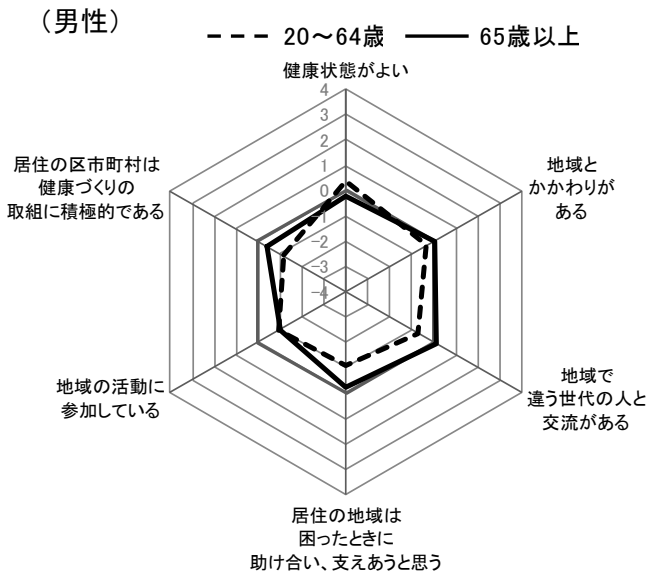 （男性）
20～64歳
65歳以上
健康状態がよい
4
3
2
1
0
-1
-2
-3
-4
地域と
かかわりが
ある
地域で
違う世代の人と
交流がある
居住の地域は
困ったときに
助け合い、支えあうと思う
地域の活動に
参加している
居住の区市町村は
健康づくりの
取組に積極的である